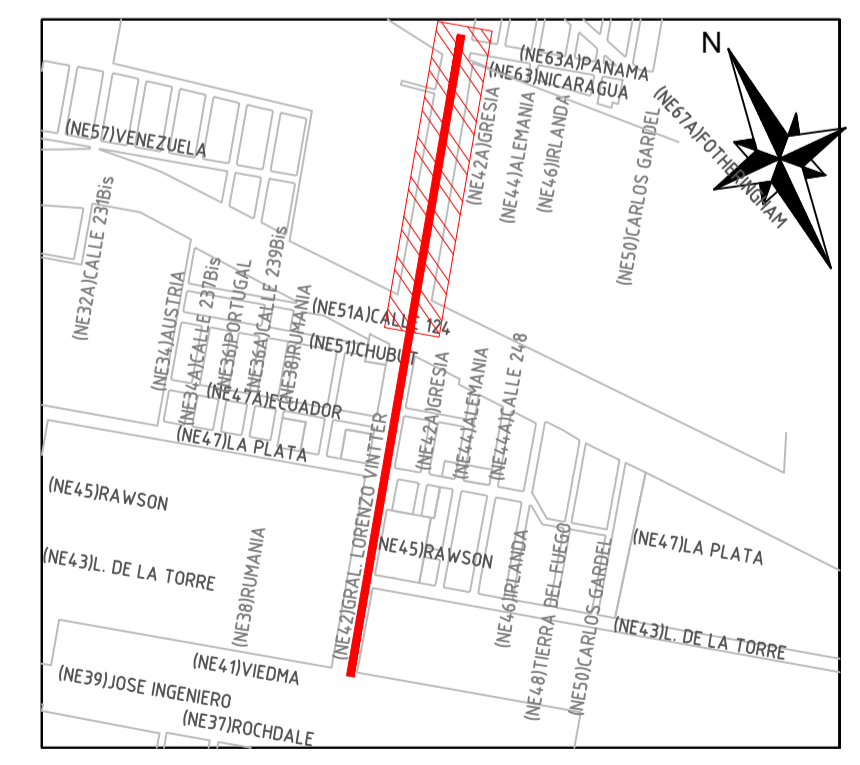 N
(NE63A)PANAMA
(NE63)NICARAGUA
(NE67A)FOTHERINGHAM
(NE42A)GRESIA
(NE44)ALEMANIA
(NE46)IRLANDA
(NE50)CARLOS GARDEL
(NE57)VENEZUELA
(NE32A)CALLE 231Bis
(NE34)AUSTRIA
(NE34A)CALLE 237Bis
(NE36)PORTUGAL
(NE36A)CALLE 239Bis
(NE38)RUMANIA
(NE51A)CALLE 124
(NE51)CHUBUT
(NE47A)ECUADOR
(NE47)LA PLATA
(NE42A)GRESIA
(NE44)ALEMANIA
(NE44A)CALLE 248
(NE42)GRAL. LORENZO VINTTER
(NE45)RAWSON
(NE45)RAWSON
(NE47)LA PLATA
(NE43)L. DE LA TORRE
(NE38)RUMANIA
(NE46)IRLANDA
(NE48)TIERRA DEL FUEGO
(NE50)CARLOS GARDEL
(NE43)L. DE LA TORRE
(NE41)VIEDMA
(NE39)JOSE INGENIERO
(NE37)ROCHDALE